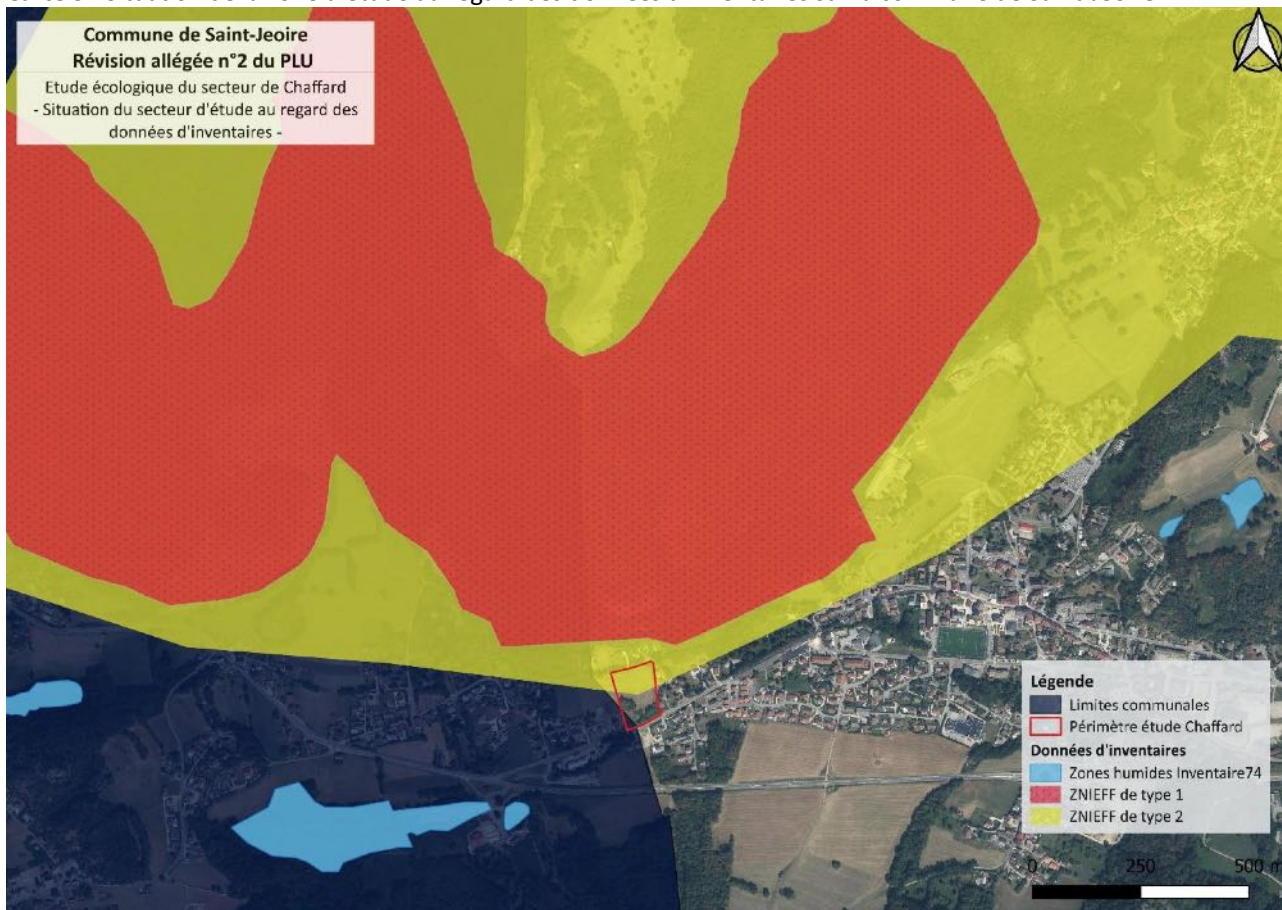 Commune de Saint-Jeoire
Révision allégée n°2 du PLU
Etude écologique du secteur de Chaffard
- Situation du secteur d'étude au regard des
données d'inventaires -
Légende
Limites communales
Périmètre étude Chaffard
Données d'inventaires
Zones humides Inventaire74
ZNIEFF de type 1
ZNIEFF de type 2
0 250 500 m